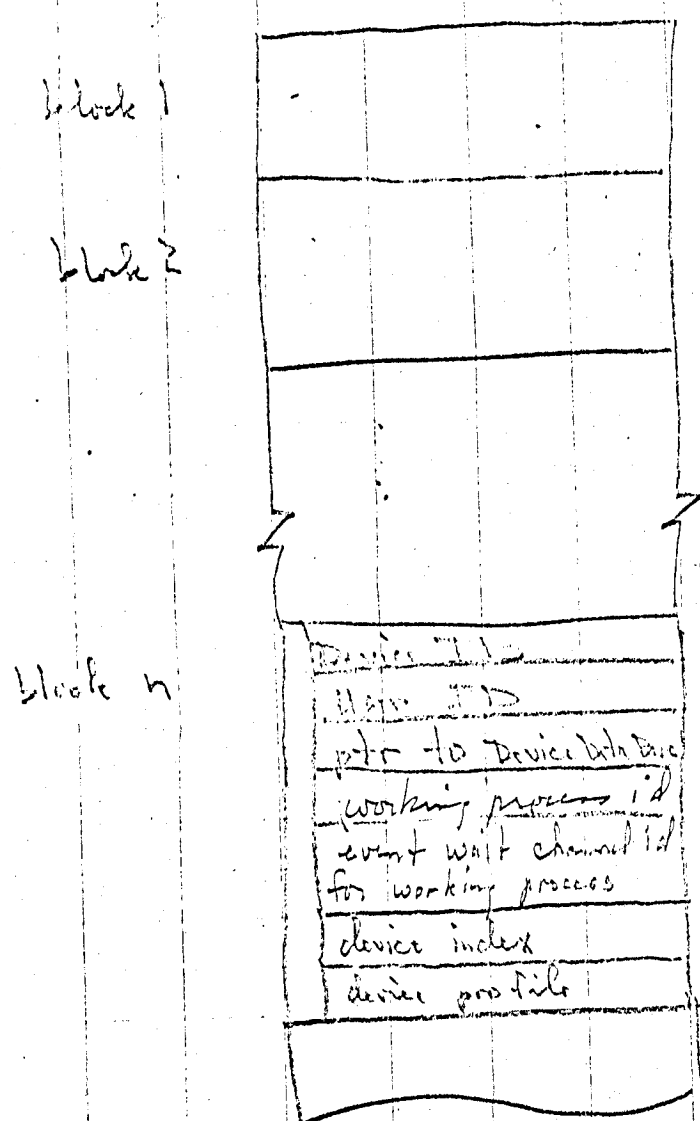 block 1
block 2
block n
Device ID
User ID
ptr to Device Data Base
working process id
event wait channel id
for working process
device index
device profile